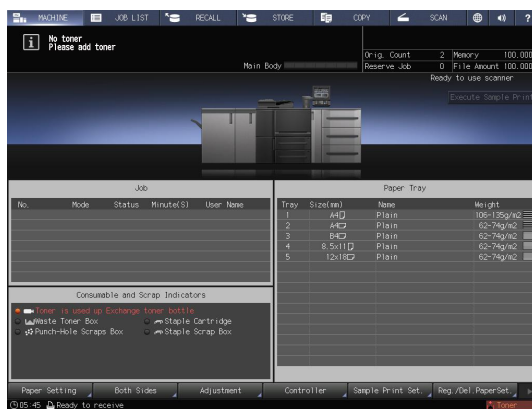 MACHINE JOB LIST RECALL STORE COPY SCAN ?
No toner
Please add toner
Main Body
Orig. Count 2 Memory 100.000
Reserve Job 0 File Amount 100.000
Ready to use scanner
Execute Sample Print
Job
No. Mode Status Minute(S) User Name
Paper Tray
Tray Size(mm) Name Weight
1 A4 Plain 106-135g/m2
2 A4 Plain 62-74g/m2
3 B4 Plain 62-74g/m2
4 8.5x11 Plain 62-74g/m2
5 12x18 Plain 62-74g/m2
Consumable and Scrap Indicators
Toner is used up Exchange toner bottle
Waste Toner Box Staple Cartridge
Punch-Hole Scraps Box Staple Scrap Box
Paper Setting Both Sides Adjustment Controller Sample Print Set. Reg./Del.PaperSet.
05:45 Ready to receive Toner